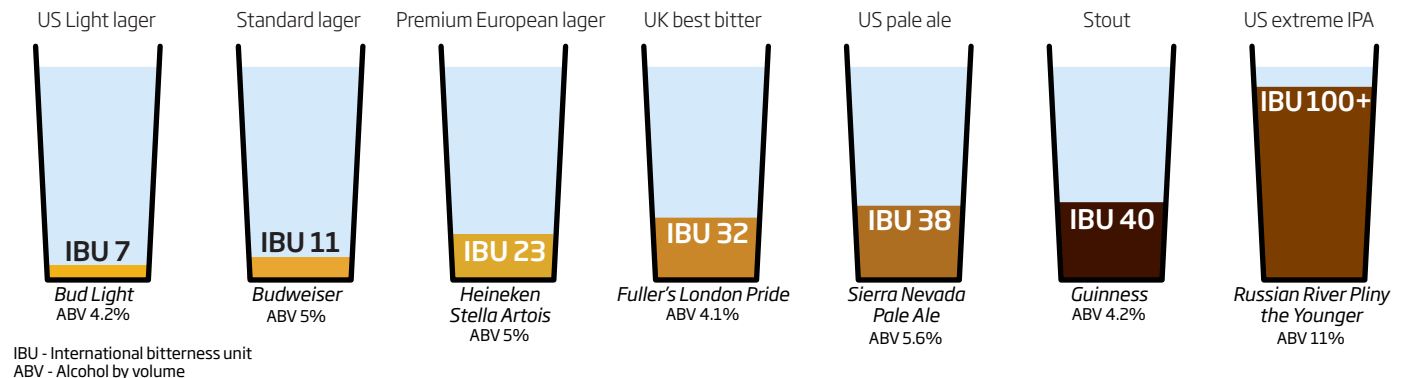 US Light lager
Standard lager
Premium European lager
UK best bitter
US pale ale
Stout
US extreme IPA
IBU 7
IBU 11
IBU 23
IBU 32
IBU 38
IBU 40
IBU 100+
Bud Light
ABV 4.2%
Budweiser
ABV 5%
Heineken
Stella Artois
ABV 5%
Fuller's London Pride
ABV 4.1%
Sierra Nevada
Pale Ale
ABV 5.6%
Guinness
ABV 4.2%
Russian River Pliny
the Younger
ABV 11%
IBU - International bitterness unit
ABV - Alcohol by volume